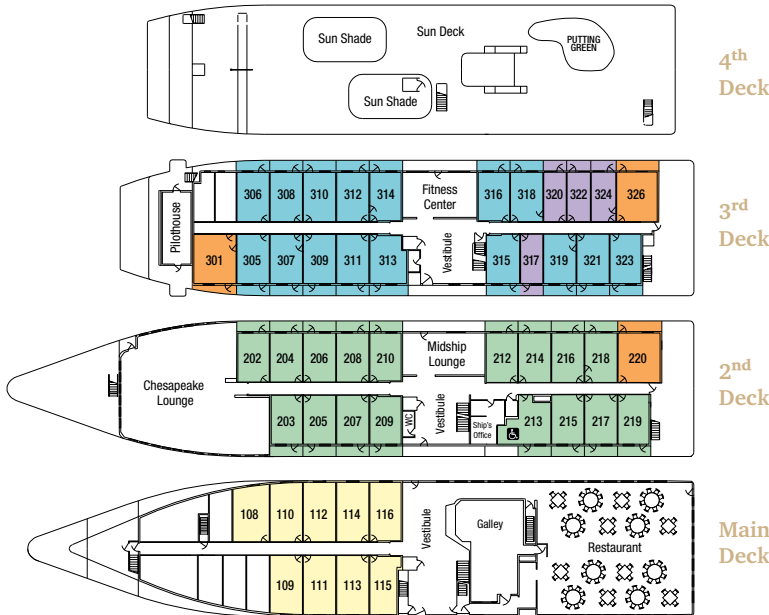 Sun Shade
Sun Deck
PUTTING
GREEN
Sun Shade
4th
Deck
306 308 310 312 314
Fitness
Center
316 318 320 322 324 326
Pilothouse
Vestibule
301 305 307 309 311 313
315 317 319 321 323
3rd
Deck
202 204 206 208 210
Midship
Lounge
212 214 216 218 220
Chesapeake
Lounge
203 205 207 209
WC
Vestibule
Ship's
Office
213 215 217 219
2nd
Deck
108 110 112 114 116
Vestibule
Galley
Restaurant
109 111 113 115
Main
Deck